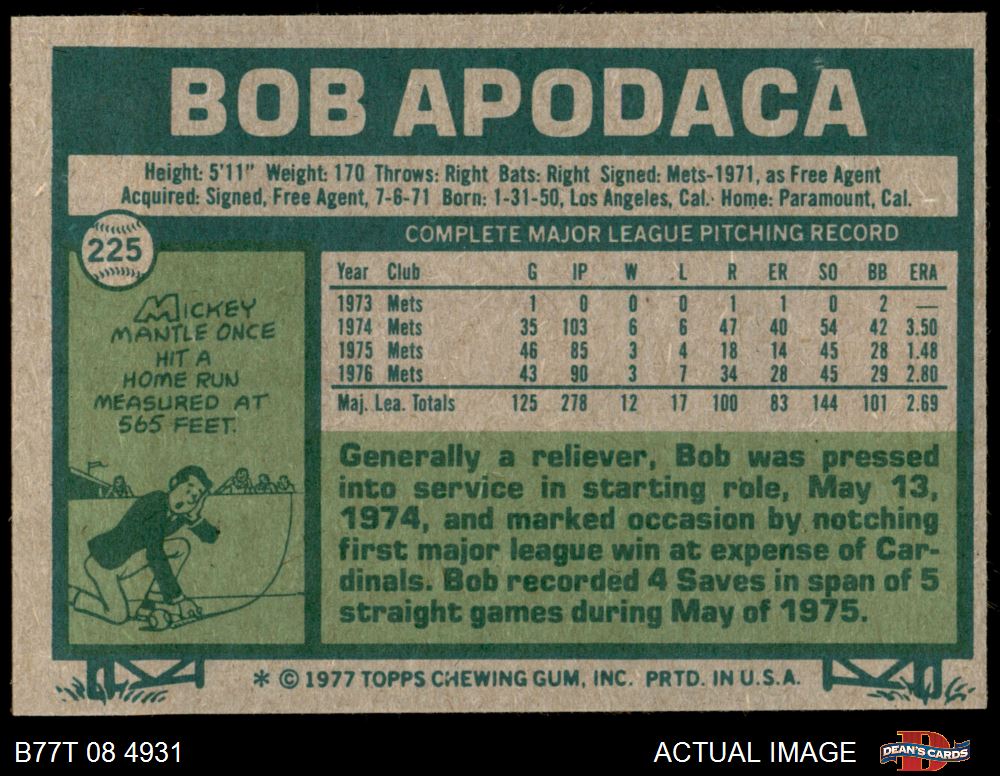 BOB APODACA
Height: 5'11" Weight: 170 Throws: Right Bats: Right Signed: Mets-1971, as Free Agent
Acquired: Signed, Free Agent, 7-6-71 Born: 1-31-50, Los Angeles, Cal. Home: Paramount, Cal.
225
COMPLETE MAJOR LEAGUE PITCHING RECORD
MICKEY
MANTLE ONCE
HIT A
HOME RUN
MEASURED AT
565 FEET.
Year Club G IP W L R ER SO BB ERA
1973 Mets 1 0 0 0 1 1 0 2 —
1974 Mets 35 103 6 6 47 40 54 42 3.50
1975 Mets 46 85 3 4 18 14 45 28 1.48
1976 Mets 43 90 3 7 34 28 45 29 2.80
Maj. Lea. Totals 125 278 12 17 100 83 144 101 2.69
Generally a reliever, Bob was pressed
into service in starting role, May 13,
1974, and marked occasion by notching
first major league win at expense of Car-
dinals. Bob recorded 4 Saves in span of 5
straight games during May of 1975.
* © 1977 TOPPS CHEWING GUM, INC. PRTD. IN U.S.A.
B77T 08 4931
ACTUAL IMAGE
D
DEAN'S CARDS